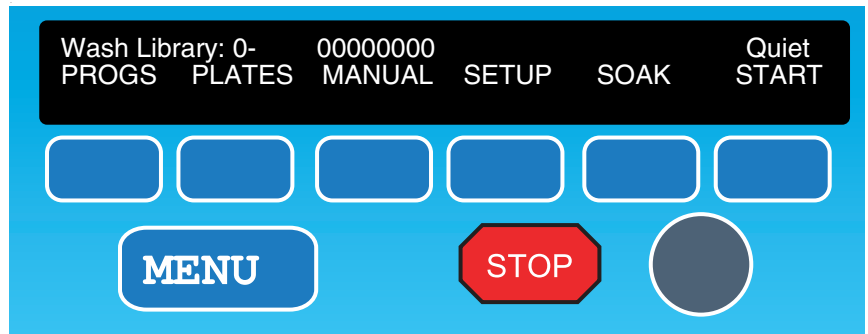 Wash Library: 0- 00000000 Quiet
PROGS PLATES MANUAL SETUP SOAK START
MENU STOP